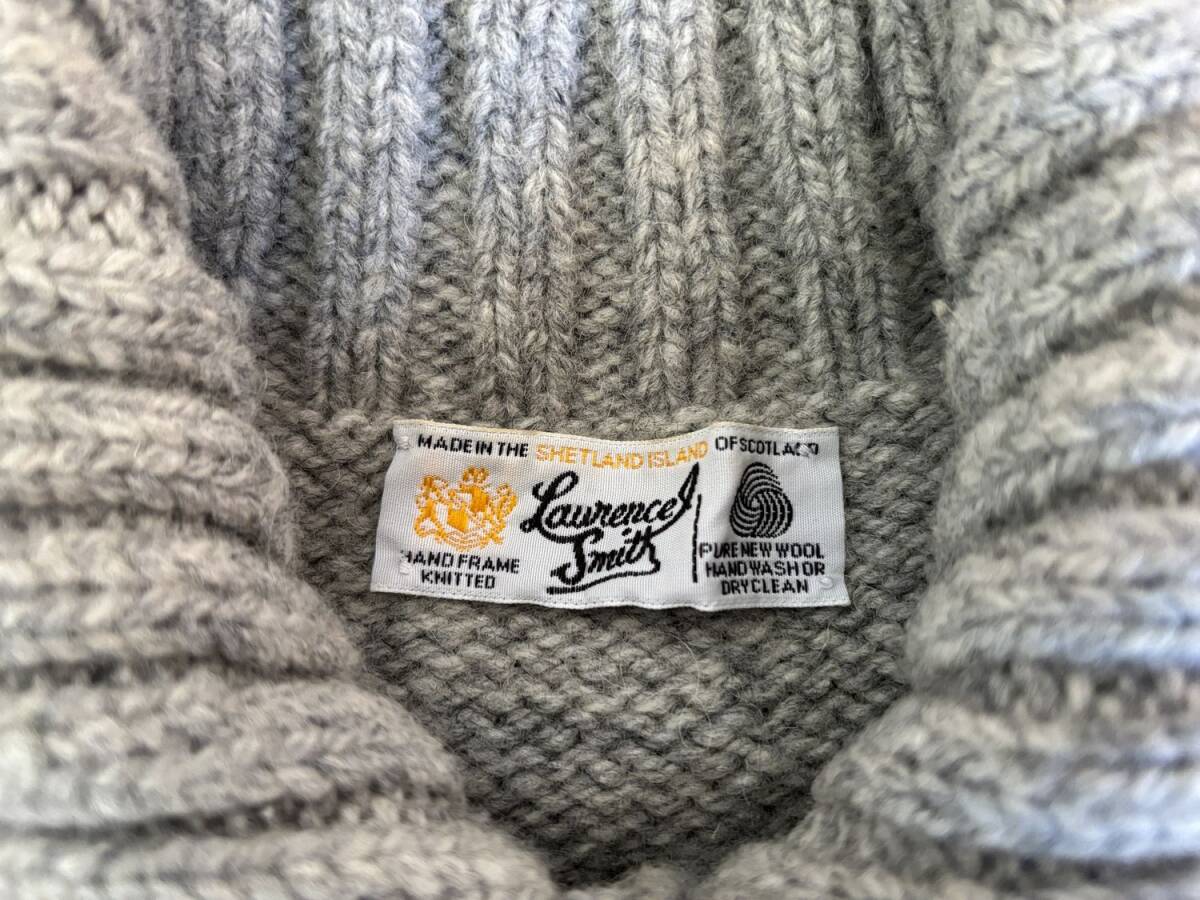 MADE IN THE SHETLAND ISLAND OF SCOTLAND
HAND FRAME
KNITTED
Laurence J
Smith
PURE NEW WOOL
HAND WASH OR
DRY CLEAN